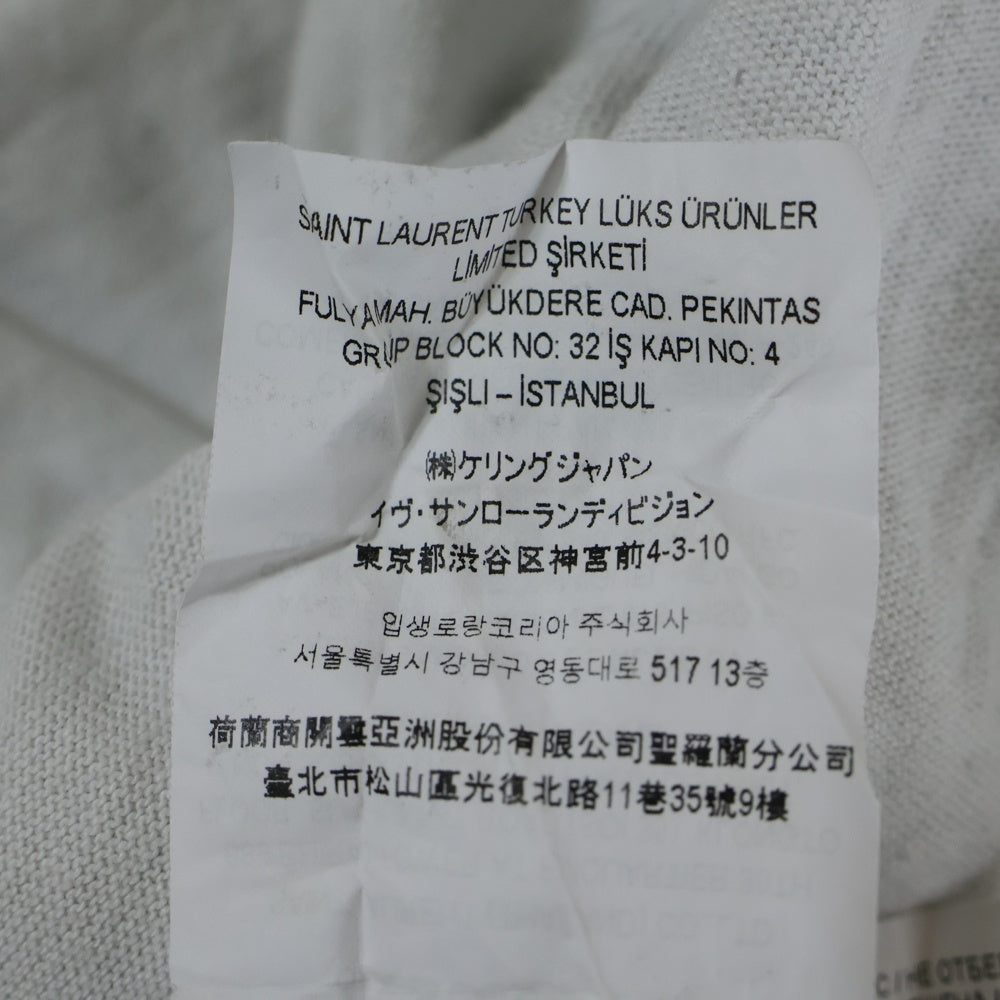 SAINT LAURENT TURKEY LÜKS ÜRÜNLER
LİMİTED ŞİRKETİ
FULYAMAH. BÜYÜKDERE CAD. PEKINTAS
GRUP BLOCK NO: 32 İŞ KAPI NO: 4
ŞIŞLI – İSTANBUL
(株)ケリングジャパン
イヴ・サンローランディビジョン
東京都渋谷区神宮前4-3-10
입생로랑코리아 주식회사
서울특별시 강남구 영동대로 517 13층
荷蘭商開雲亞洲股份有限公司聖羅蘭分公司
臺北市松山區光復北路11巷35號9樓